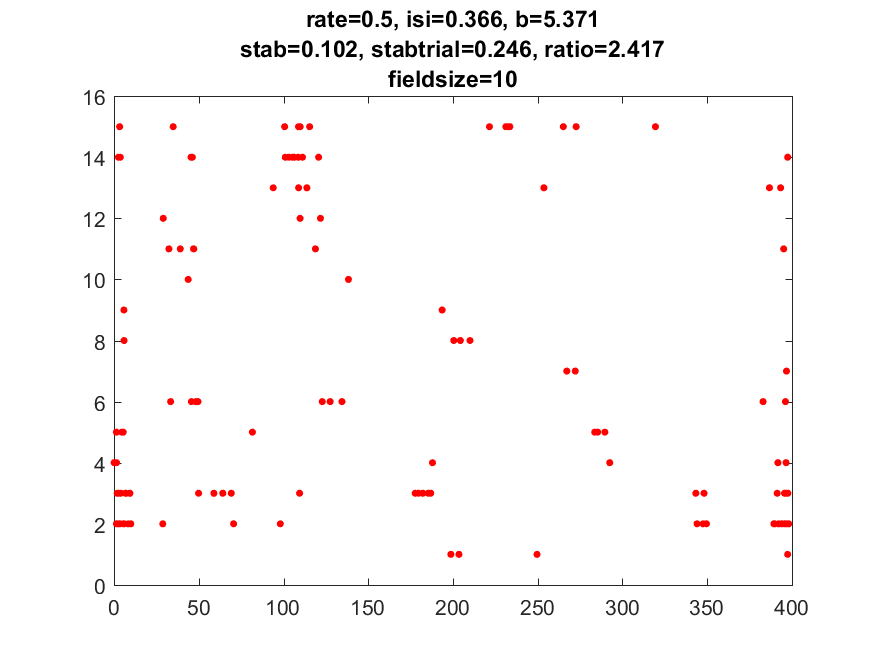 rate=0.5, isi=0.366, b=5.371
stab=0.102, stabtrial=0.246, ratio=2.417
fieldsize=10
16
14
12
10
8
6
4
2
0
0 50 100 150 200 250 300 350 400